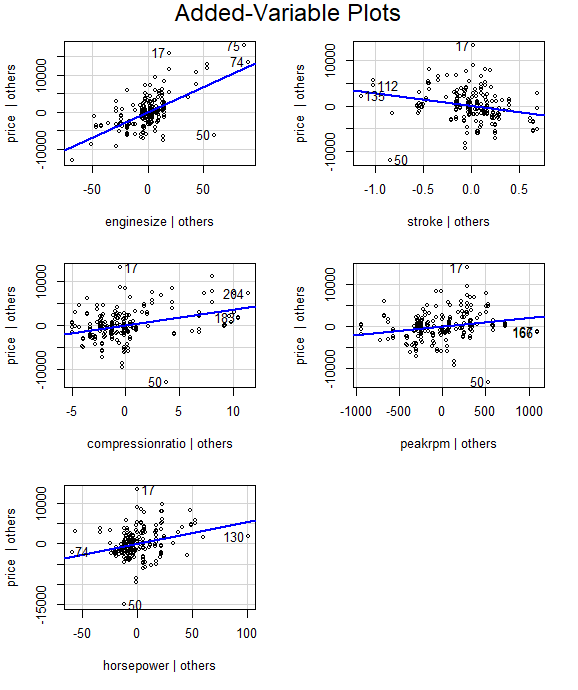 Added-Variable Plots
price | others
-10000 0 10000
17
75
74
50
-50 0 50
enginesize | others
price | others
-10000 0 10000
17
112
135
50
-1.0 -0.5 0.0 0.5
stroke | others
price | others
-10000 0 10000
17
204
50
-5 0 5 10
compressionratio | others
price | others
-10000 0 10000
17
50
-1000 -500 0 500 1000
peakrpm | others
price | others
-15000 0 10000
17
74
130
50
-50 0 50 100
horsepower | others